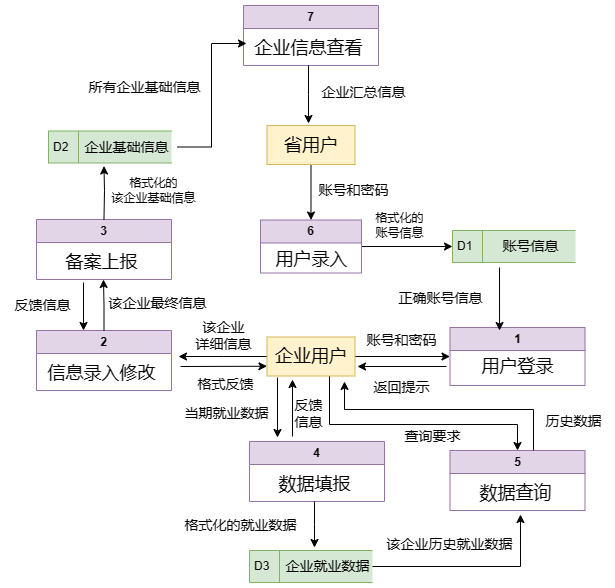 7
企业信息查看
所有企业基础信息
企业汇总信息
D2 企业基础信息
省用户
格式化的
该企业基础信息
账号和密码
3
备案上报
6
用户录入
格式化的
账号信息
D1 账号信息
反馈信息
该企业最终信息
正确账号信息
2
信息录入修改
该企业
详细信息
格式反馈
企业用户
账号和密码
返回提示
1
用户登录
当期就业数据
反馈
信息
查询要求
历史数据
4
数据填报
5
数据查询
格式化的就业数据
该企业历史就业数据
D3 企业就业数据